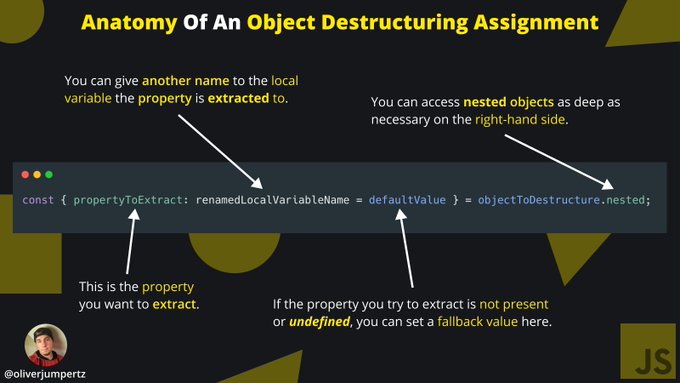 Anatomy Of An Object Destructuring Assignment
You can give another name to the local
variable the property is extracted to.
You can access nested objects as deep as
necessary on the right-hand side.
const { propertyToExtract: renamedLocalVariableName = defaultValue } = objectToDestructure.nested;
This is the property
you want to extract.
If the property you try to extract is not present
or undefined, you can set a fallback value here.
@oliverjumpertz
JS